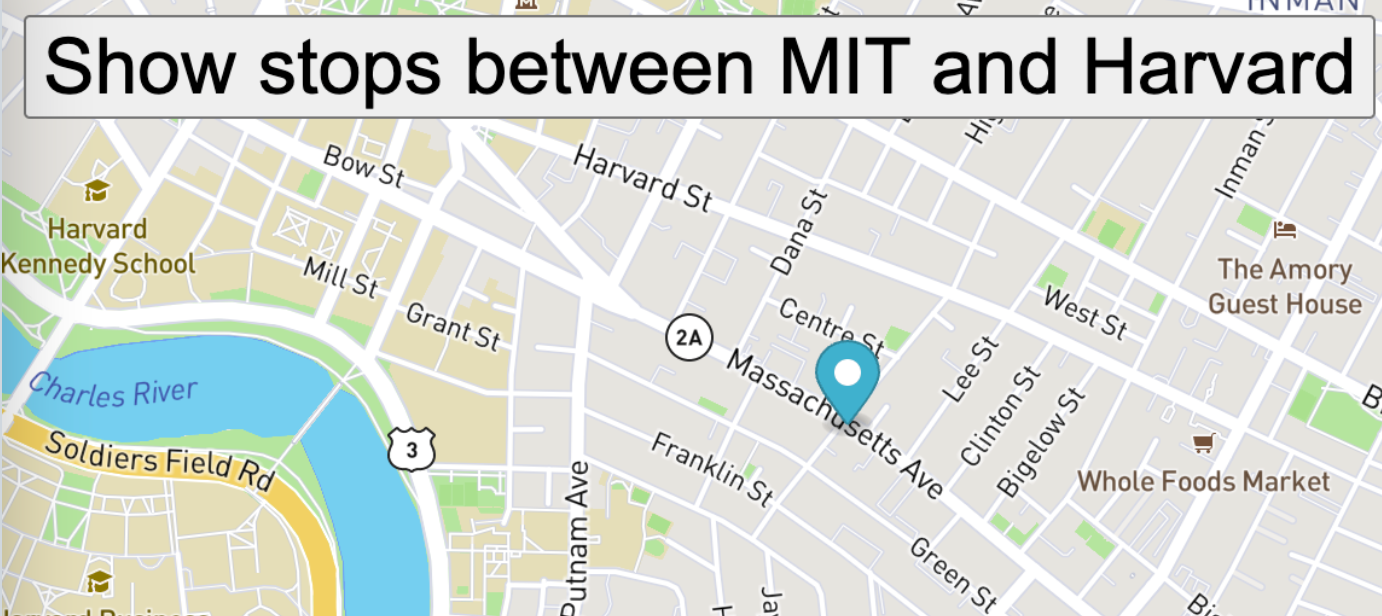 INMAN
Show stops between MIT and Harvard
Bow St
Harvard St
Inman S
Dana St
Harvard
Kennedy School
Mill St
Grant St
The Amory
Guest House
West St
Centre St
2A
Massachusetts Ave
Lee St
Clinton St
Bigelow St
Charles River
Soldiers Field Rd
3
Franklin St
Whole Foods Market
Putnam Ave
Green St